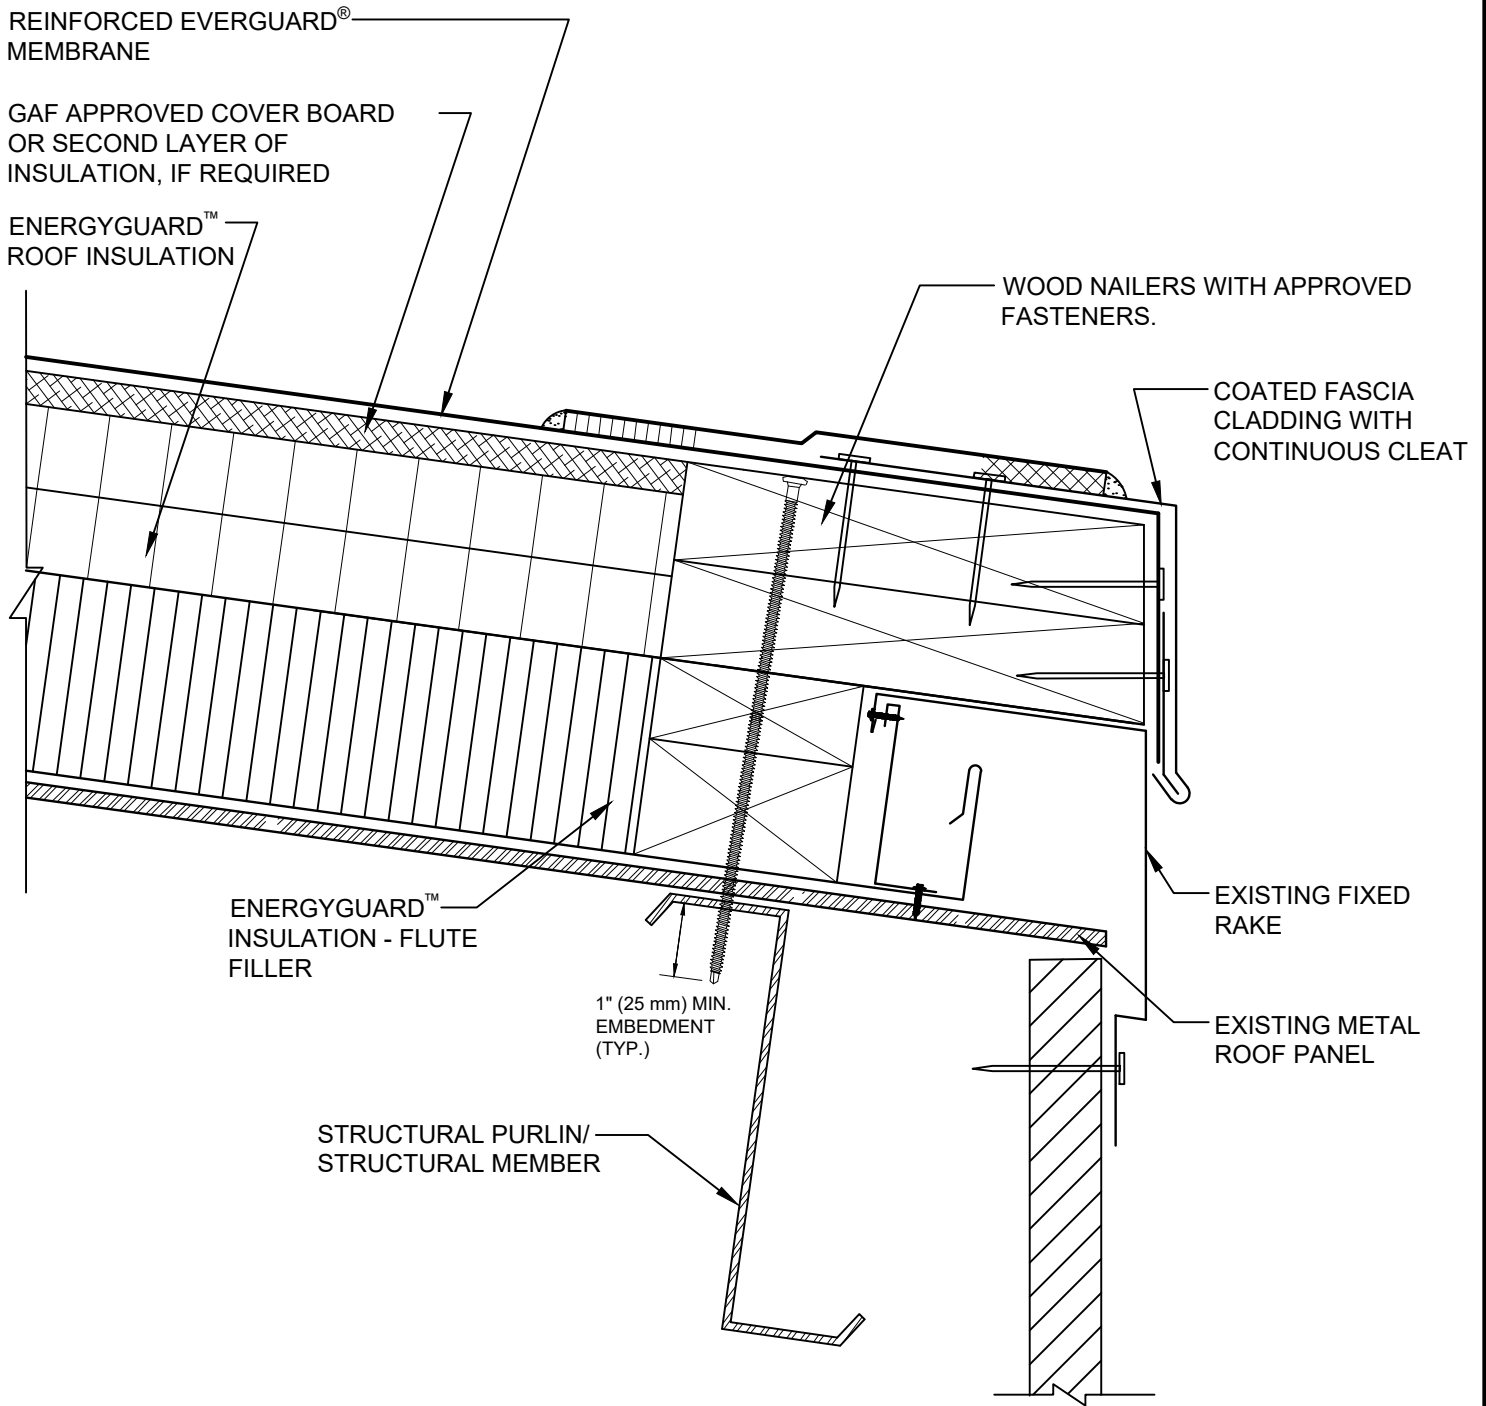 REINFORCED EVERGUARD®
MEMBRANE
GAF APPROVED COVER BOARD
OR SECOND LAYER OF
INSULATION, IF REQUIRED
ENERGYGUARD™
ROOF INSULATION
WOOD NAILERS WITH APPROVED
FASTENERS.
COATED FASCIA
CLADDING WITH
CONTINUOUS CLEAT
ENERGYGUARD™
INSULATION - FLUTE
FILLER
EXISTING FIXED
RAKE
1" (25 mm) MIN.
EMBEDMENT
(TYP.)
EXISTING METAL
ROOF PANEL
STRUCTURAL PURLIN/
STRUCTURAL MEMBER